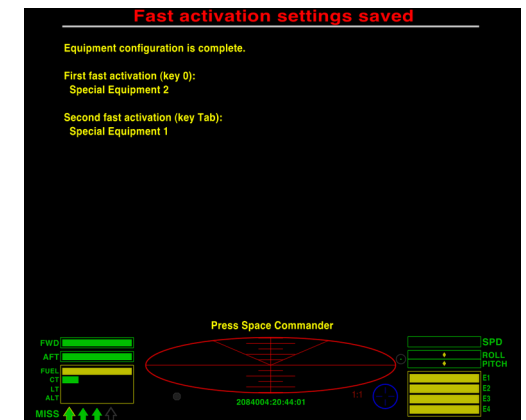 Fast activation settings saved
Equipment configuration is complete.
First fast activation (key 0):
Special Equipment 2
Second fast activation (key Tab):
Special Equipment 1
Press Space Commander
FWD
AFT
FUEL
CT
LT
ALT
MISS
2084004:20:44:01
1:1
SPD
ROLL
PITCH
E1
E2
E3
E4